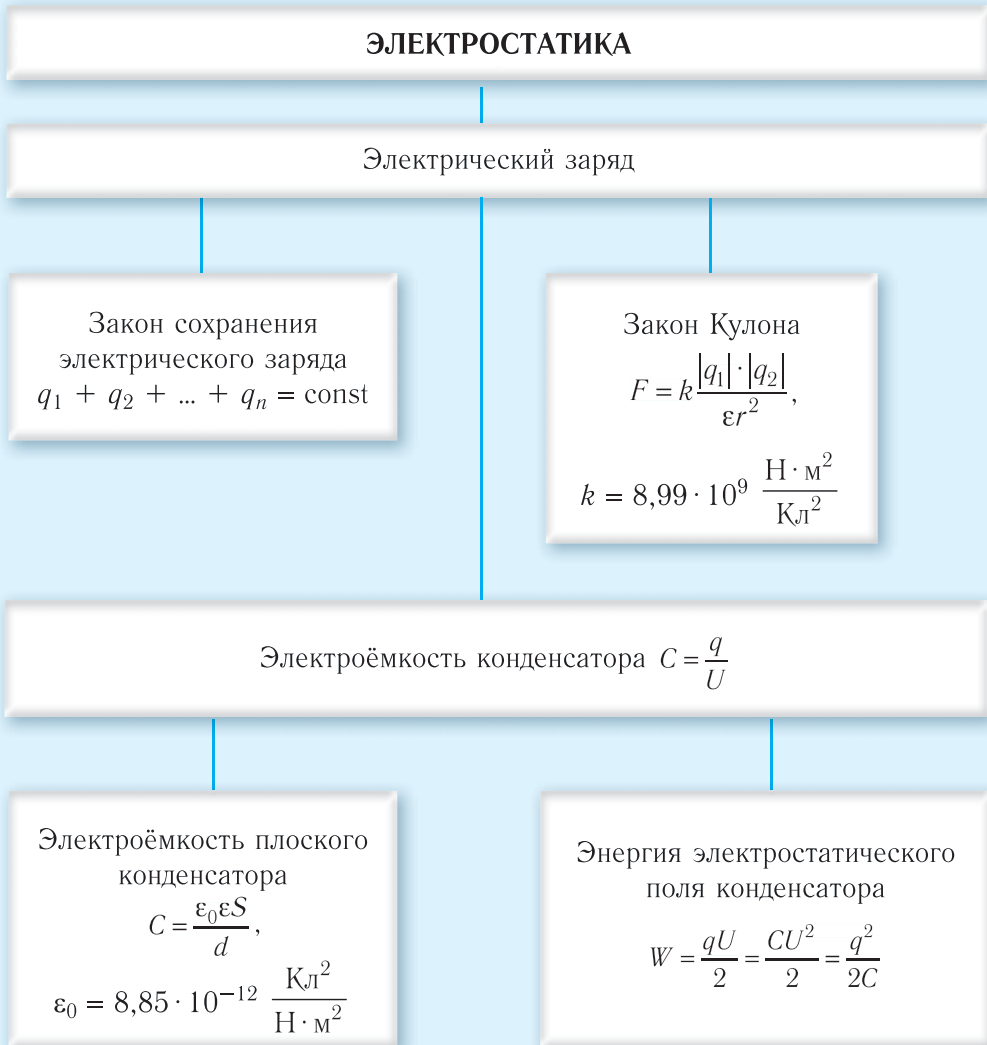 ЭЛЕКТРОСТАТИКА
Электрический заряд
Закон сохранения
электрического заряда
q₁ + q₂ + ... + qₙ = const
Закон Кулона
F = k |q₁| · |q₂| / εr²,
k = 8,99 · 10⁹ Н · м² / Кл²
Электроёмкость конденсатора C = q / U
Электроёмкость плоского
конденсатора
C = ε₀εS / d,
ε₀ = 8,85 · 10⁻¹² Кл² / Н · м²
Энергия электростатического
поля конденсатора
W = qU / 2 = CU² / 2 = q² / 2C